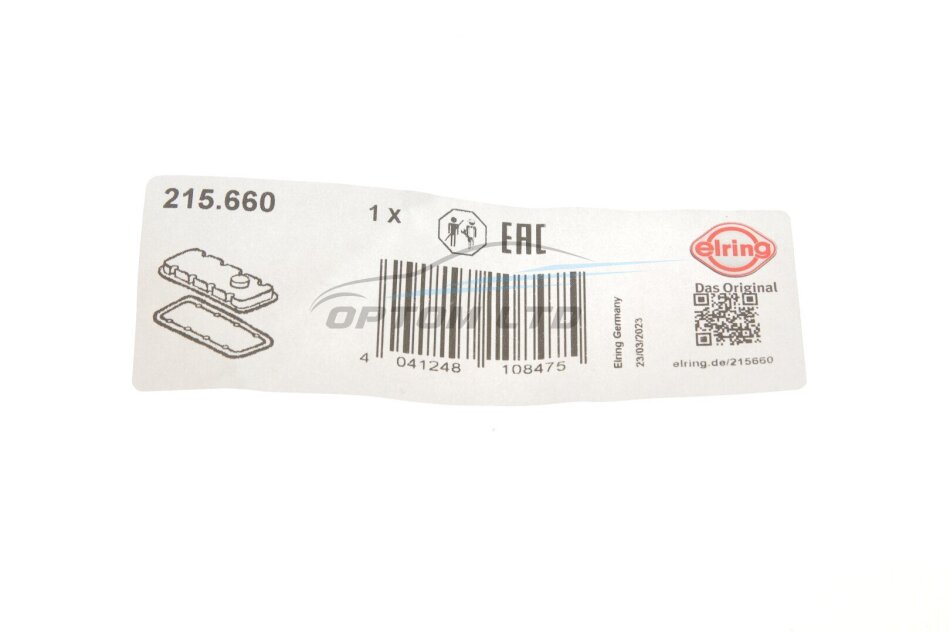 215.660
1 x
EAC
elring
Das Original
OPTOM LTD
4 041248 108475
Elring Germany
23/03/2023
elring.de/215660